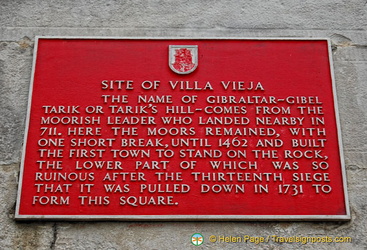 SITE OF VILLA VIEJA
THE NAME OF GIBRALTAR–GIBEL
TARIK OR TARIK'S HILL–COMES FROM THE
MOORISH LEADER WHO LANDED NEARBY IN
711. HERE THE MOORS REMAINED, WITH
ONE SHORT BREAK, UNTIL 1462 AND BUILT
THE FIRST TOWN TO STAND ON THE ROCK,
THE LOWER PART OF WHICH WAS SO
RUINOUS AFTER THE THIRTEENTH SIEGE
THAT IT WAS PULLED DOWN IN 1731 TO
FORM THIS SQUARE.
© Helen Page / Travelsignposts.com